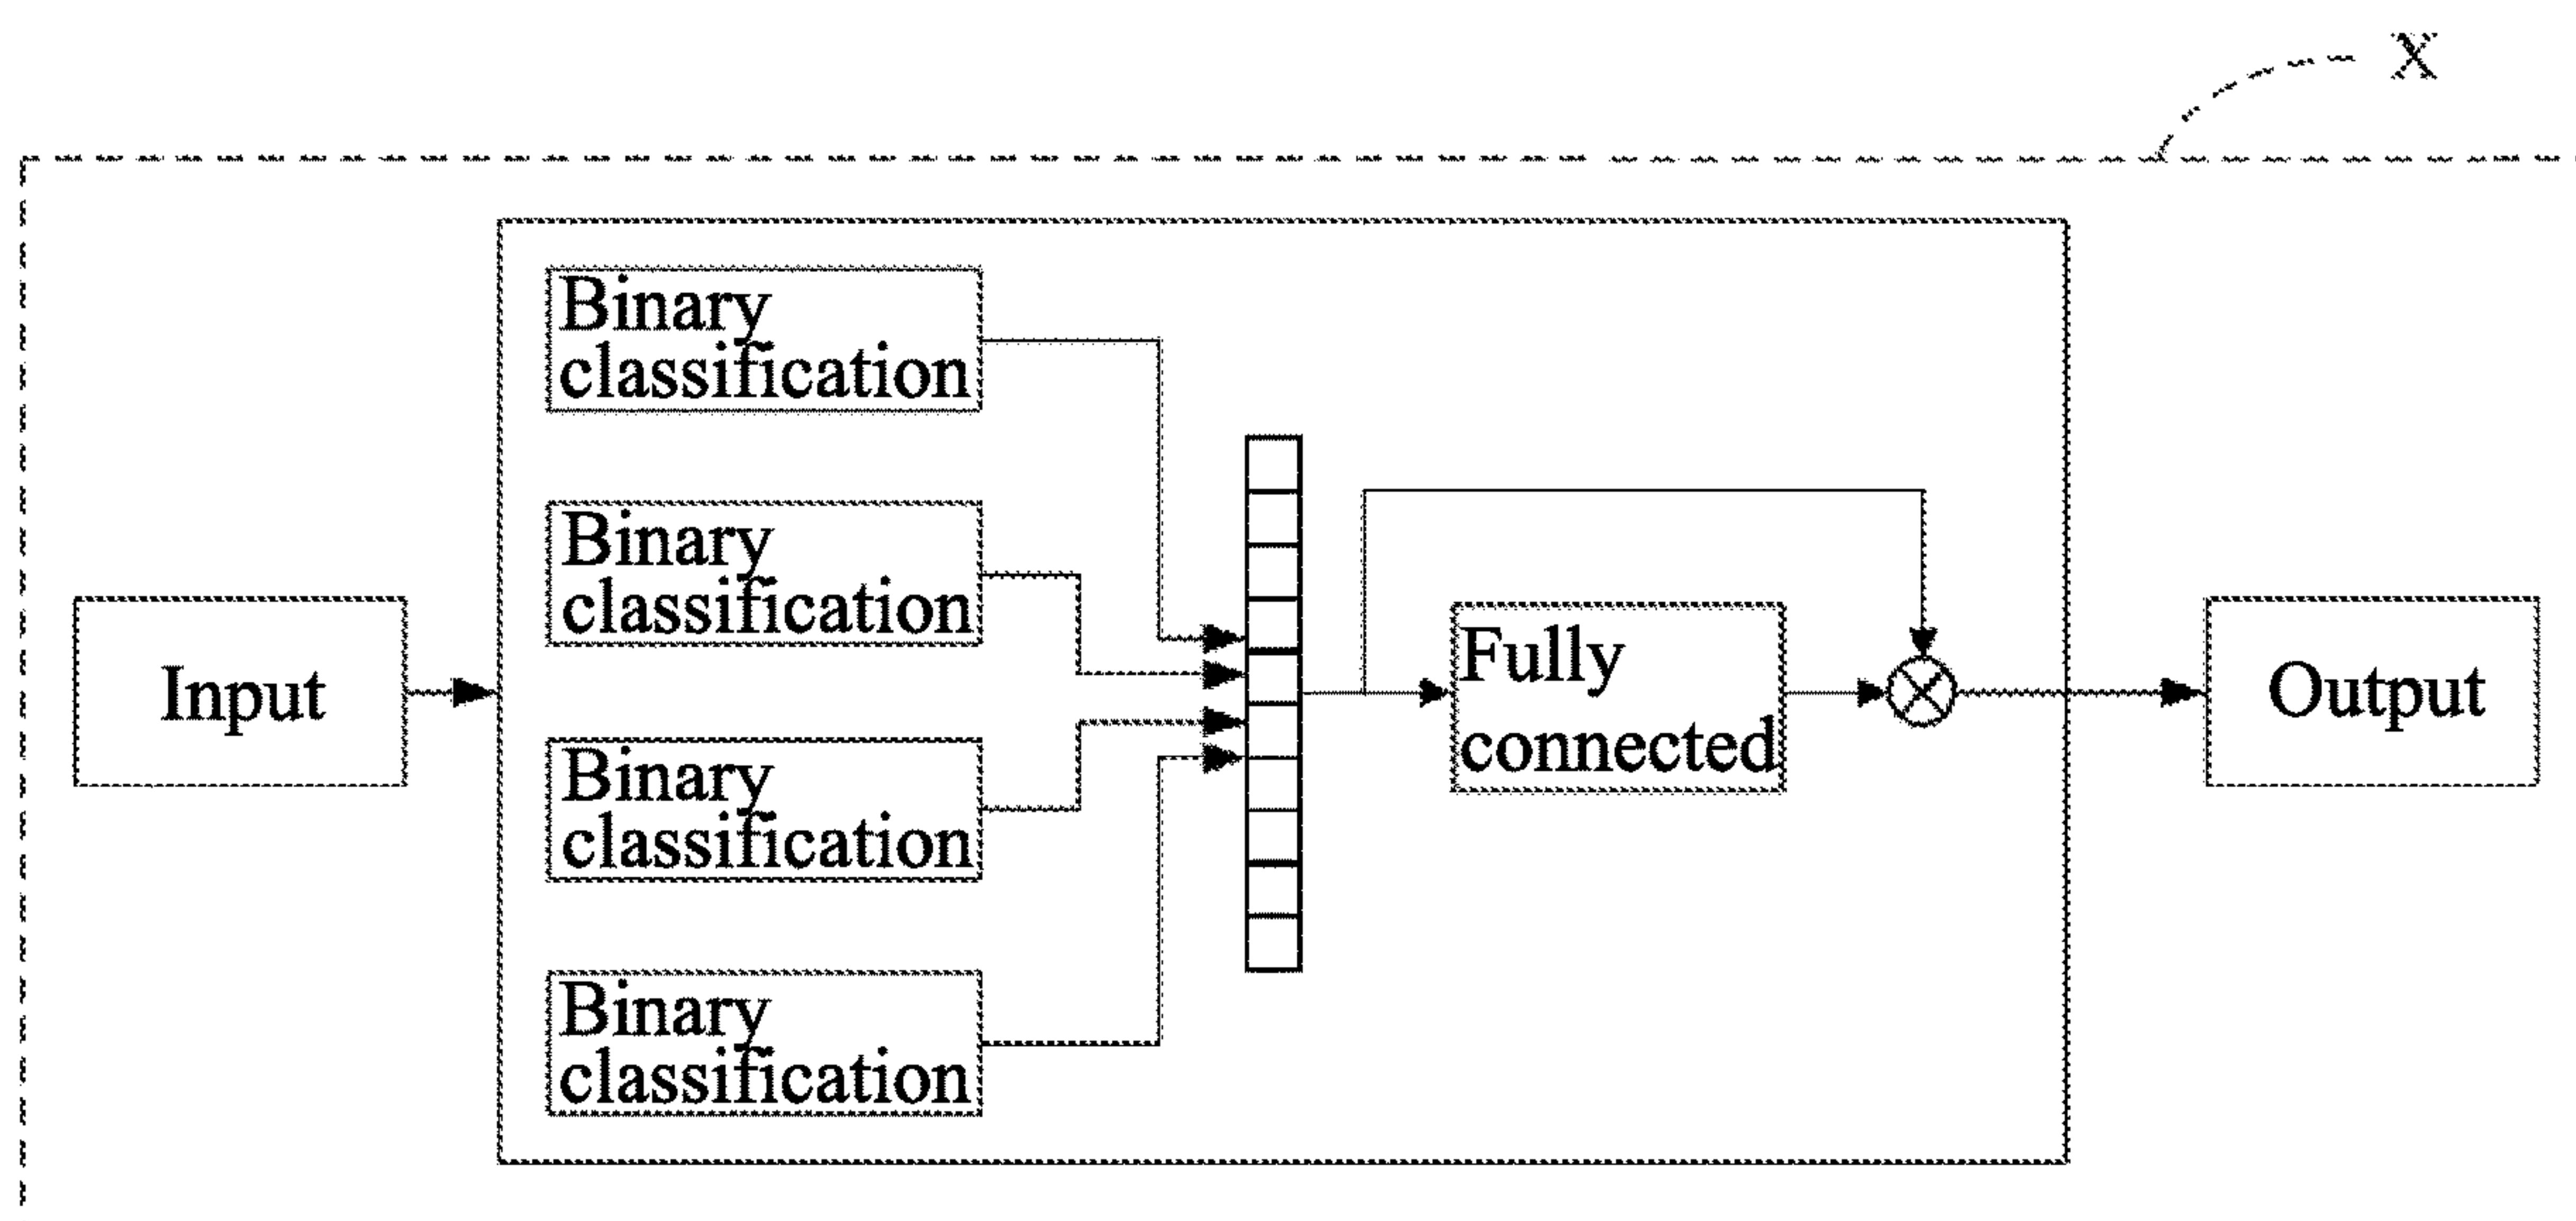 X
Binary
classification
Binary
classification
Input
Fully
connected
Output
Binary
classification
Binary
classification